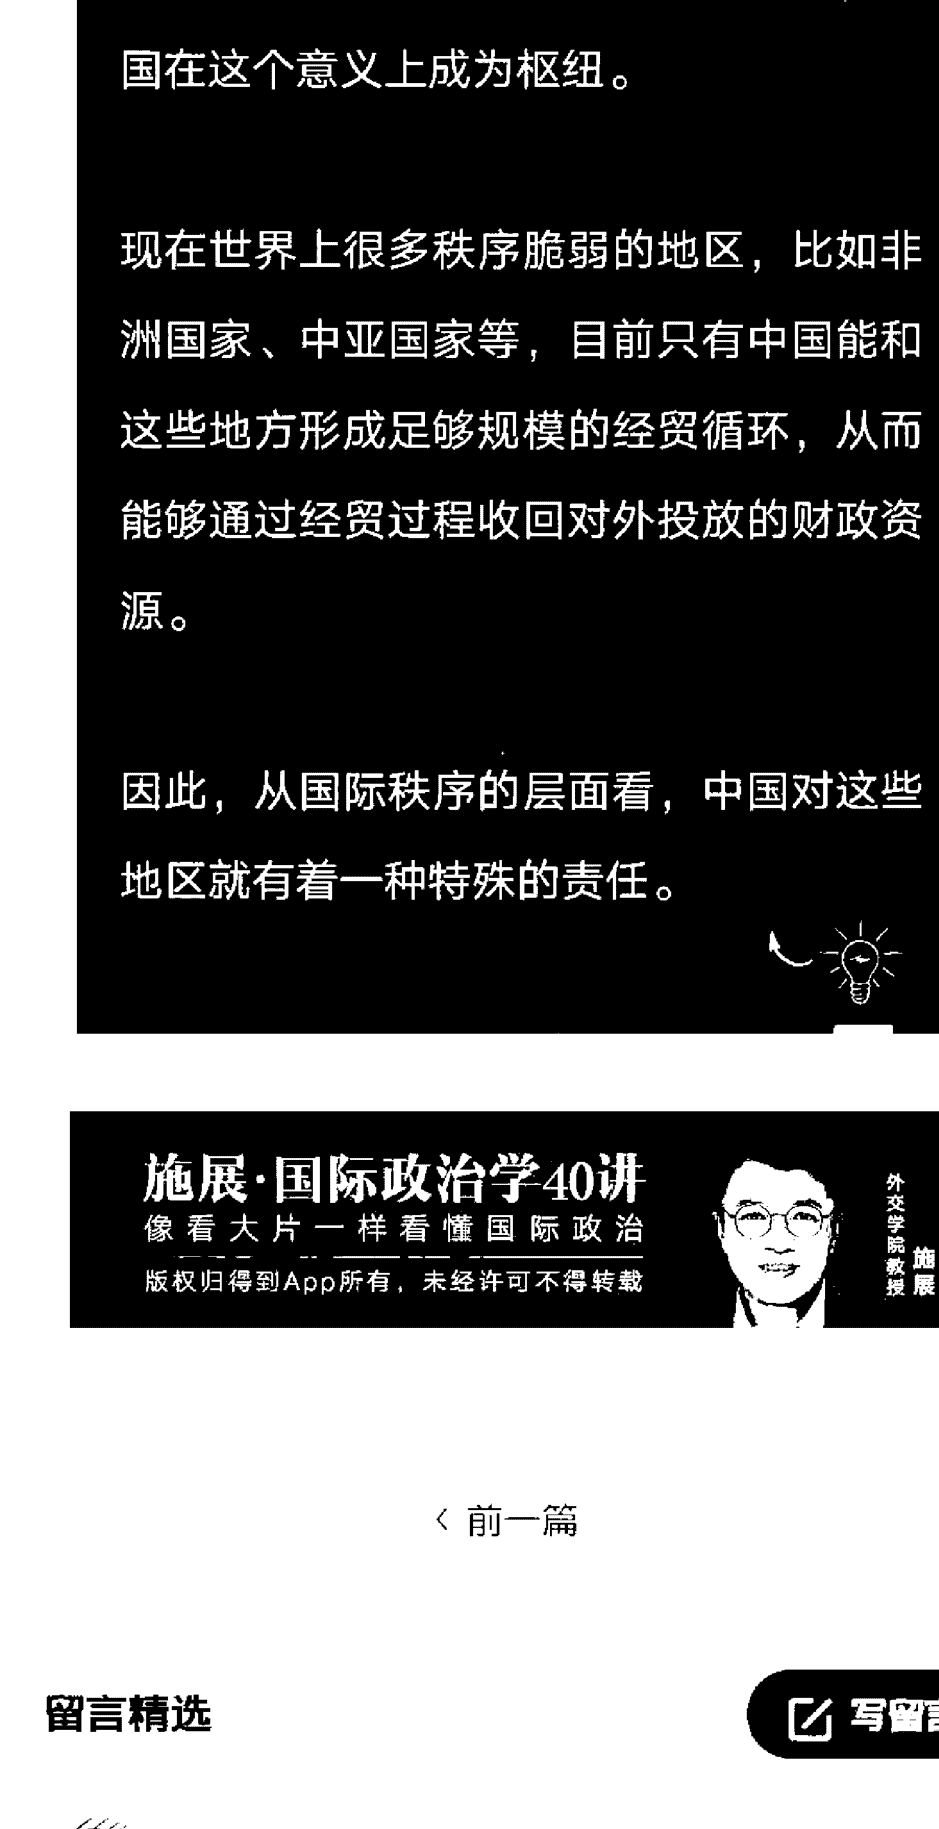 国在这个意义上成为枢纽。
现在世界上很多秩序脆弱的地区，比如非
洲国家、中亚国家等，目前只有中国能和
这些地方形成足够规模的经贸循环，从而
能够通过经贸过程收回对外投放的财政资
源。
因此，从国际秩序的层面看，中国对这些
地区就有着一种特殊的责任。
施展·国际政治学40讲
像看大片一样看懂国际政治
版权归得到App所有，未经许可不得转载
外交学院教授
施展
〈 前一篇
留言精选
写留言